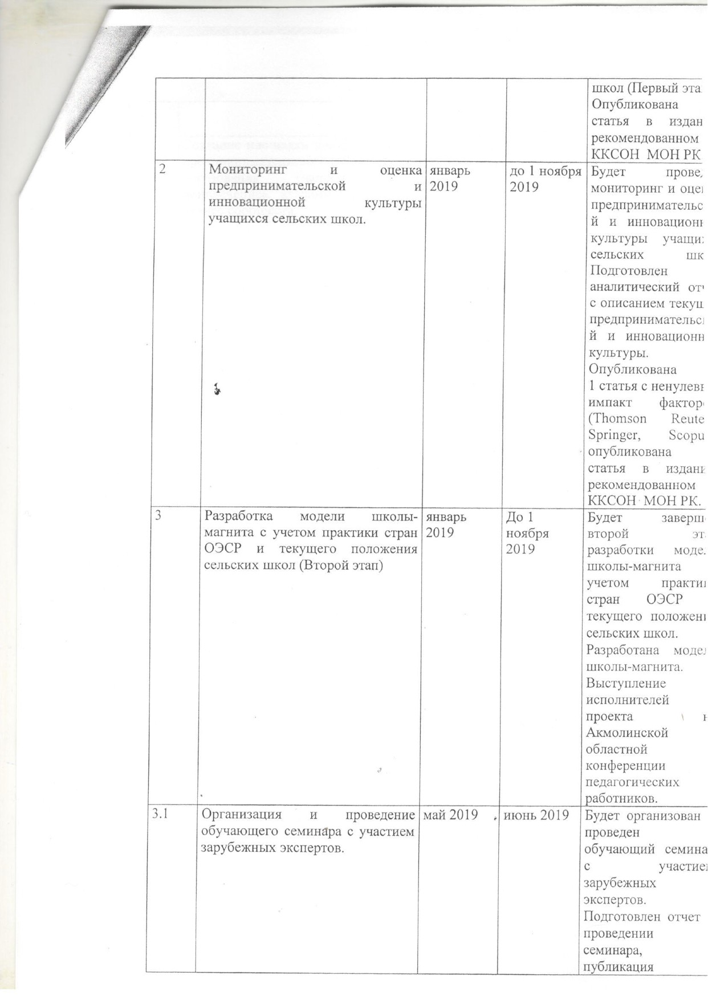 школ (Первый эта
Опубликована
статья в издан
рекомендованном
ККСОН МОН РК
2
Мониторинг и оценка
предпринимательской и
инновационной культуры
учащихся сельских школ.
январь
2019
до 1 ноября
2019
Будет прове
мониторинг и оце
предпринимательс
й и инновацион
культуры учащи
сельских шк
Подготовлен
аналитический от
с описанием теку
предпринимательс
й и инновационн
культуры.
Опубликована
1 статья с ненулев
импакт фактор
(Thomson Reute
Springer, Scopu
опубликована
статья в издан
рекомендованном
ККСОН МОН РК.
3
Разработка модели школы-
магнита с учетом практики стран
ОЭСР и текущего положения
сельских школ (Второй этап)
январь
2019
До 1
ноября
2019
Будет заверш
второй эт
разработки моде
школы-магнита
учетом практи
стран ОЭСР
текущего положен
сельских школ.
Разработана моде
школы-магнита.
Выступление
исполнителей
проекта н
Акмолинской
областной
конференции
педагогических
работников.
3.1
Организация и проведение
обучающего семинара с участием
зарубежных экспертов.
май 2019
июнь 2019
Будет организован
проведен
обучающий семина
с участие
зарубежных
экспертов.
Подготовлен отчет
проведении
семинара,
публикация